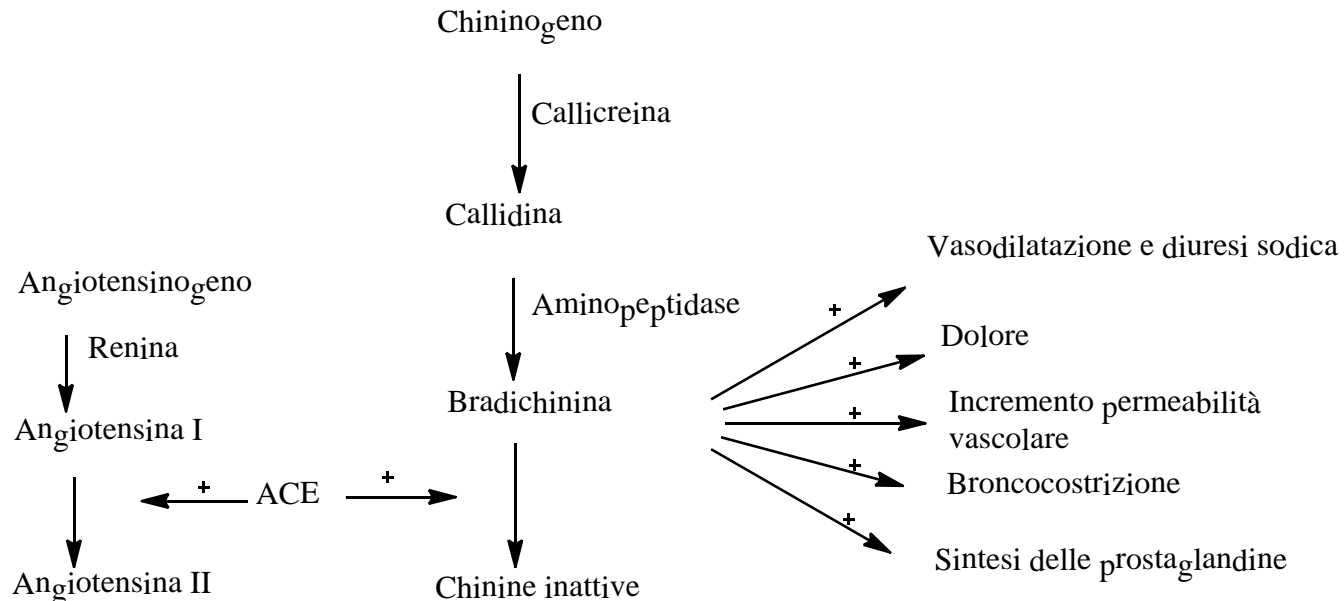 Chininogeno
Callicreina
Callidina
Vasodilatazione e diuresi sodica
Angiotensinogeno
Aminopeptidase
Dolore
Renina
Bradichinina
Incremento permeabilità
vascolare
Angiotensina I
Broncocostrizione
ACE
Sintesi delle prostaglandine
Angiotensina II
Chinine inattive
+
+
+
+
+
+
+